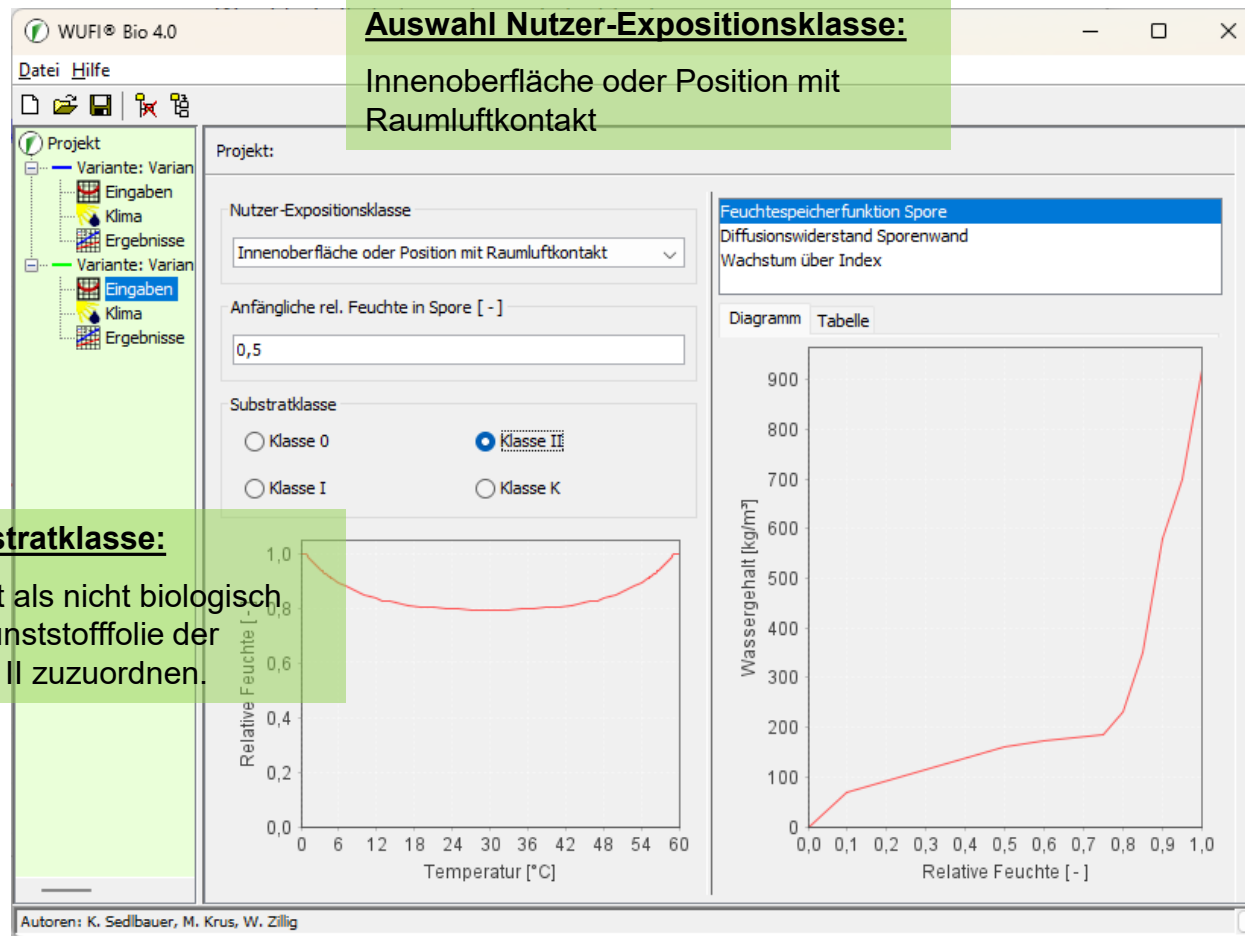 WUFI® Bio 4.0
Auswahl Nutzer-Expositionsklasse:
Innenoberfläche oder Position mit
Raumluftkontakt
Datei Hilfe
Projekt
Variante: Varian
Eingaben
Klima
Ergebnisse
Variante: Varian
Eingaben
Klima
Ergebnisse
Projekt:
Nutzer-Expositionsklasse
Innenoberfläche oder Position mit Raumluftkontakt
Anfängliche rel. Feuchte in Spore [ - ]
0,5
Substratklasse
Klasse 0
Klasse II
Klasse I
Klasse K
stratklasse:
t als nicht biologisch
unststofffolie der
II zuzuordnen.
1,0
0,8
0,6
0,4
0,2
0,0
Relative Feuchte [ - ]
0 6 12 18 24 30 36 42 48 54 60
Temperatur [°C]
Feuchtespeicherfunktion Spore
Diffusionswiderstand Sporenwand
Wachstum über Index
Diagramm Tabelle
900
800
700
600
500
400
300
200
100
0
Wassergehalt [kg/m³]
0,0 0,1 0,2 0,3 0,4 0,5 0,6 0,7 0,8 0,9 1,0
Relative Feuchte [ - ]
Autoren: K. Sedlbauer, M. Krus, W. Zillig